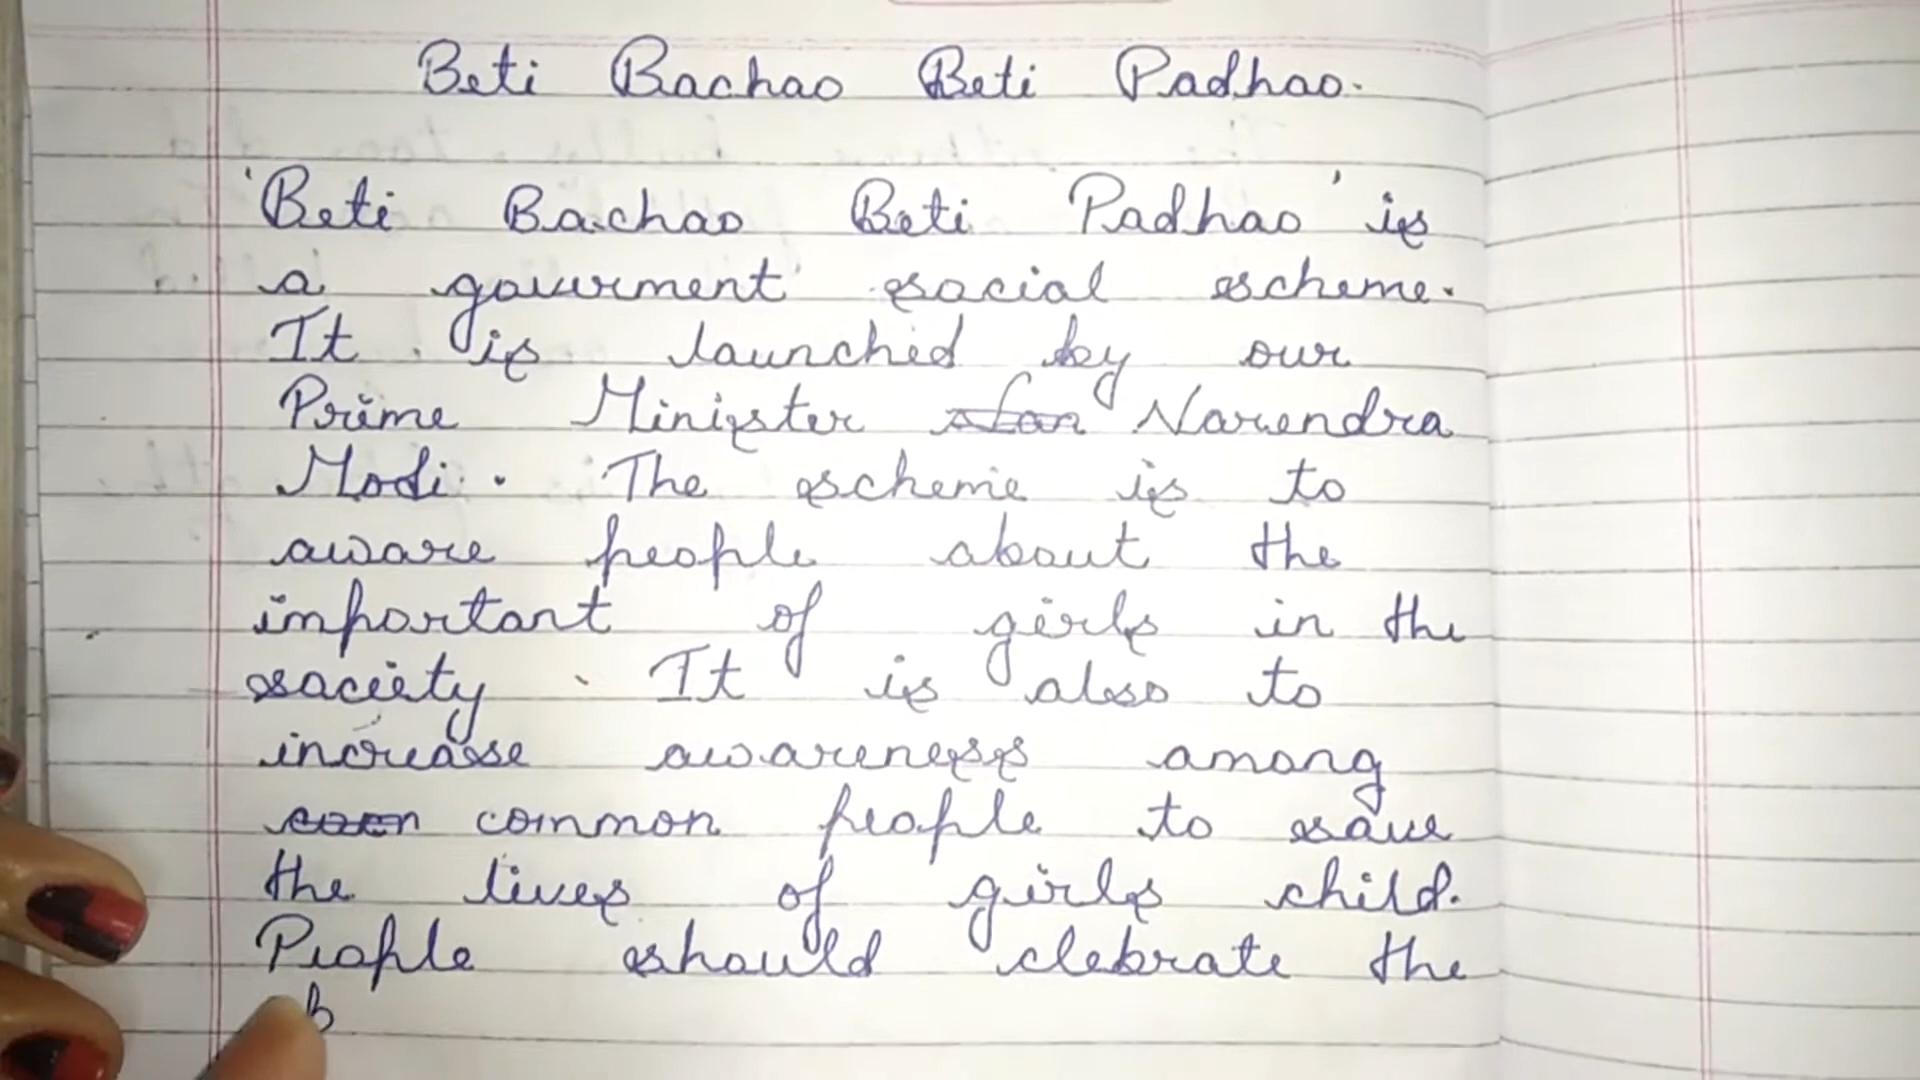 Beti Bachao Beti Padhao.
'Beti Bachao Beti Padhao' is
a gouvrment social scheme.
It is launched by our
Prime Minister Narendra
Modi. The scheme is to
aware people about the
important of girls in the
society. It is also to
increase awareness among
common people to save
the lives of girls child.
People should clebrate the
b